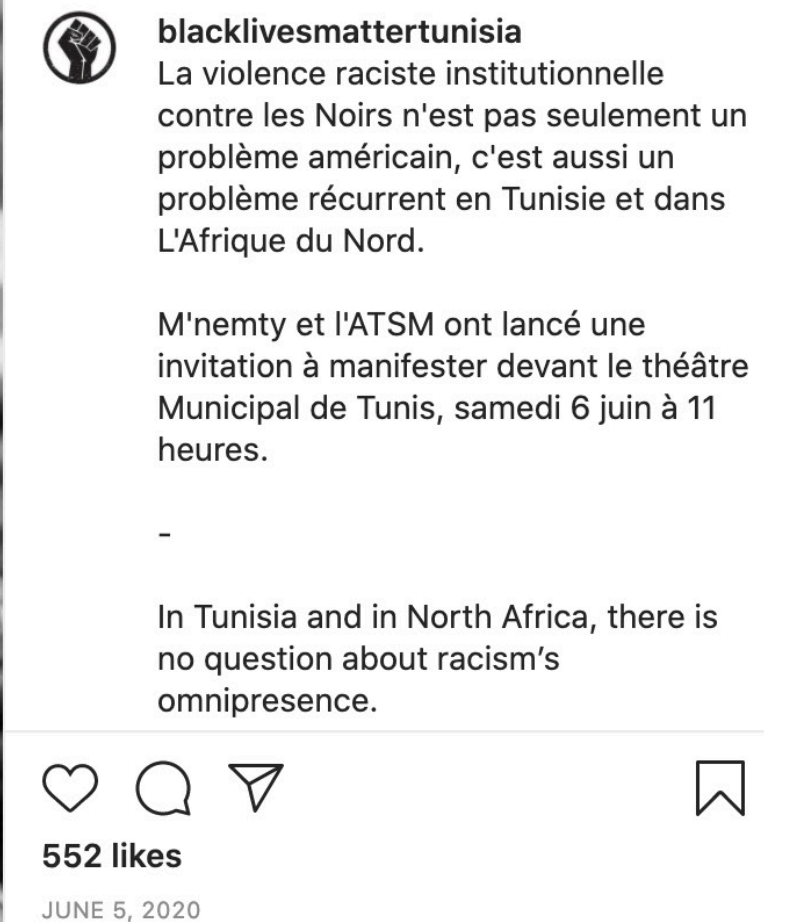 blacklivesmattertunisia
La violence raciste institutionnelle
contre les Noirs n'est pas seulement un
problème américain, c'est aussi un
problème récurrent en Tunisie et dans
L'Afrique du Nord.
M'nemty et l'ATSM ont lancé une
invitation à manifester devant le théâtre
Municipal de Tunis, samedi 6 juin à 11
heures.
-
In Tunisia and in North Africa, there is
no question about racism’s
omnipresence.
552 likes
JUNE 5, 2020